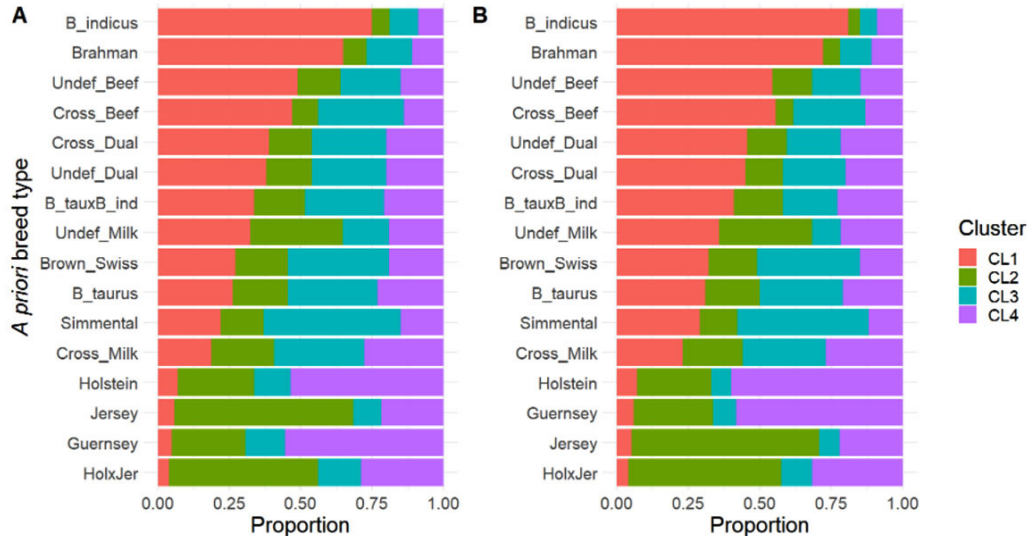 A
B_indicus
Brahman
Undef_Beef
Cross_Beef
Cross_Dual
Undef_Dual
B_tauxB_ind
Undef_Milk
Brown_Swiss
B_taurus
Simmental
Cross_Milk
Holstein
Jersey
Guernsey
HolxJer
A priori breed type
0.00 0.25 0.50 0.75 1.00
Proportion
B
B_indicus
Brahman
Undef_Beef
Cross_Beef
Undef_Dual
Cross_Dual
B_tauxB_ind
Undef_Milk
Brown_Swiss
B_taurus
Simmental
Cross_Milk
Holstein
Guernsey
Jersey
HolxJer
0.00 0.25 0.50 0.75 1.00
Proportion
Cluster
CL1
CL2
CL3
CL4